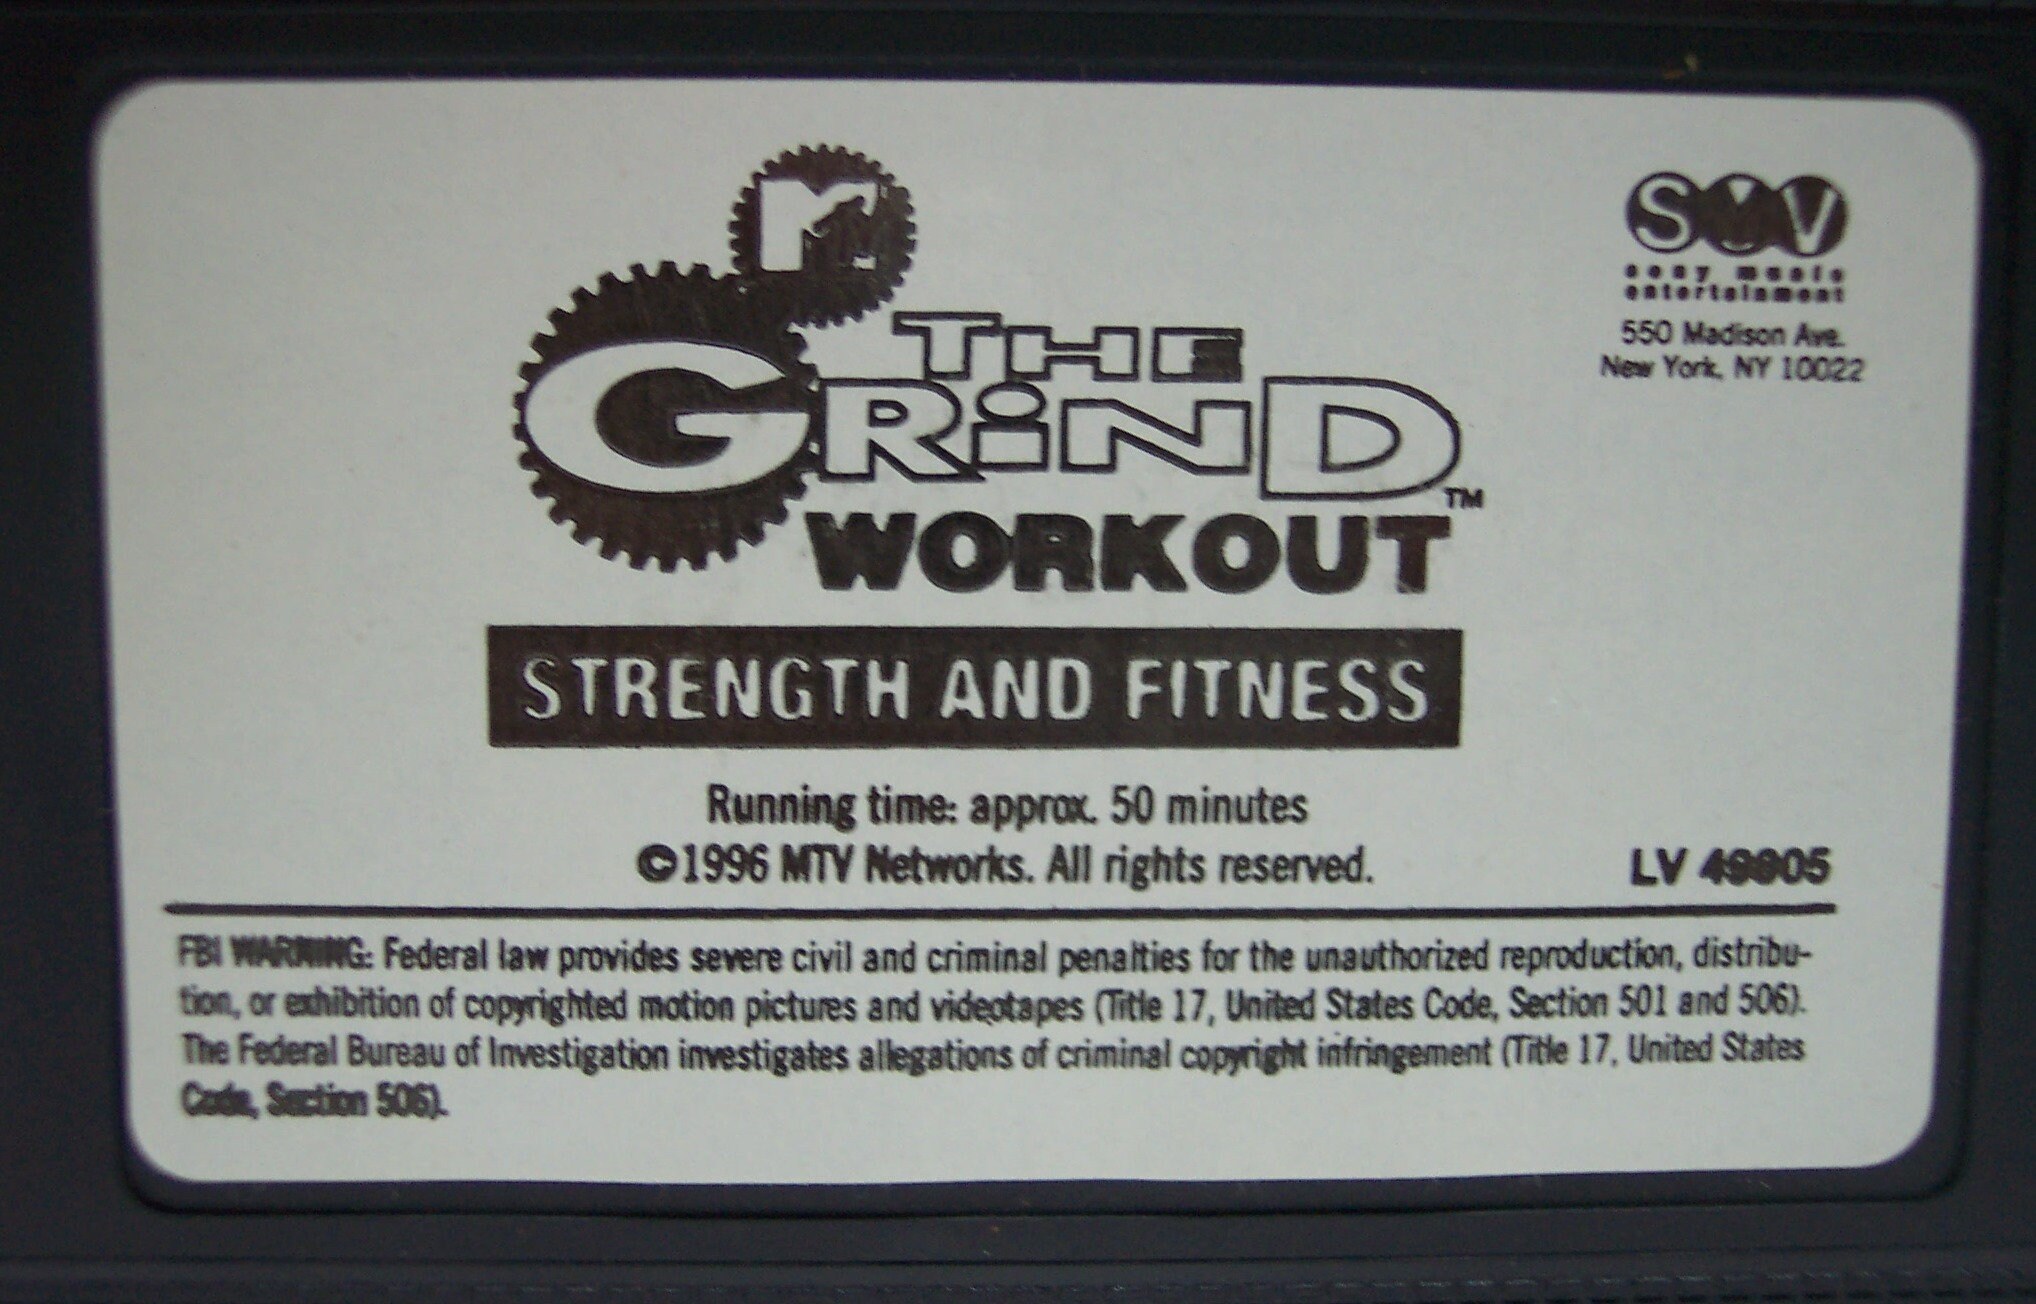 MTV
THE
GRiND™
WORKOUT
STRENGTH AND FITNESS
SMV
sony music
entertainment
550 Madison Ave.
New York, NY 10022
Running time: approx. 50 minutes
©1996 MTV Networks. All rights reserved.
LV 49805
FBI WARNING: Federal law provides severe civil and criminal penalties for the unauthorized reproduction, distribu-
tion, or exhibition of copyrighted motion pictures and videotapes (Title 17, United States Code, Section 501 and 506).
The Federal Bureau of Investigation investigates allegations of criminal copyright infringement (Title 17, United States
Code, Section 506).